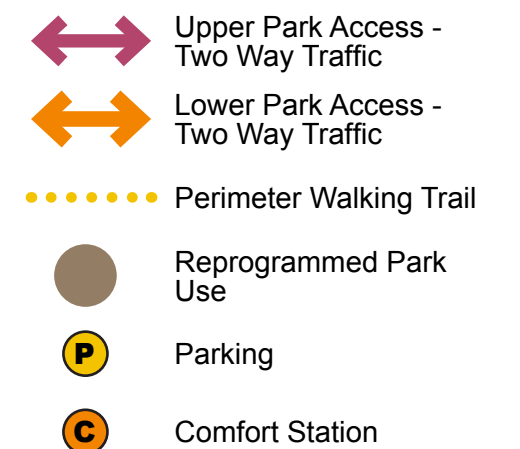 Upper Park Access -
Two Way Traffic
Lower Park Access -
Two Way Traffic
Perimeter Walking Trail
Reprogrammed Park
Use
P Parking
C Comfort Station